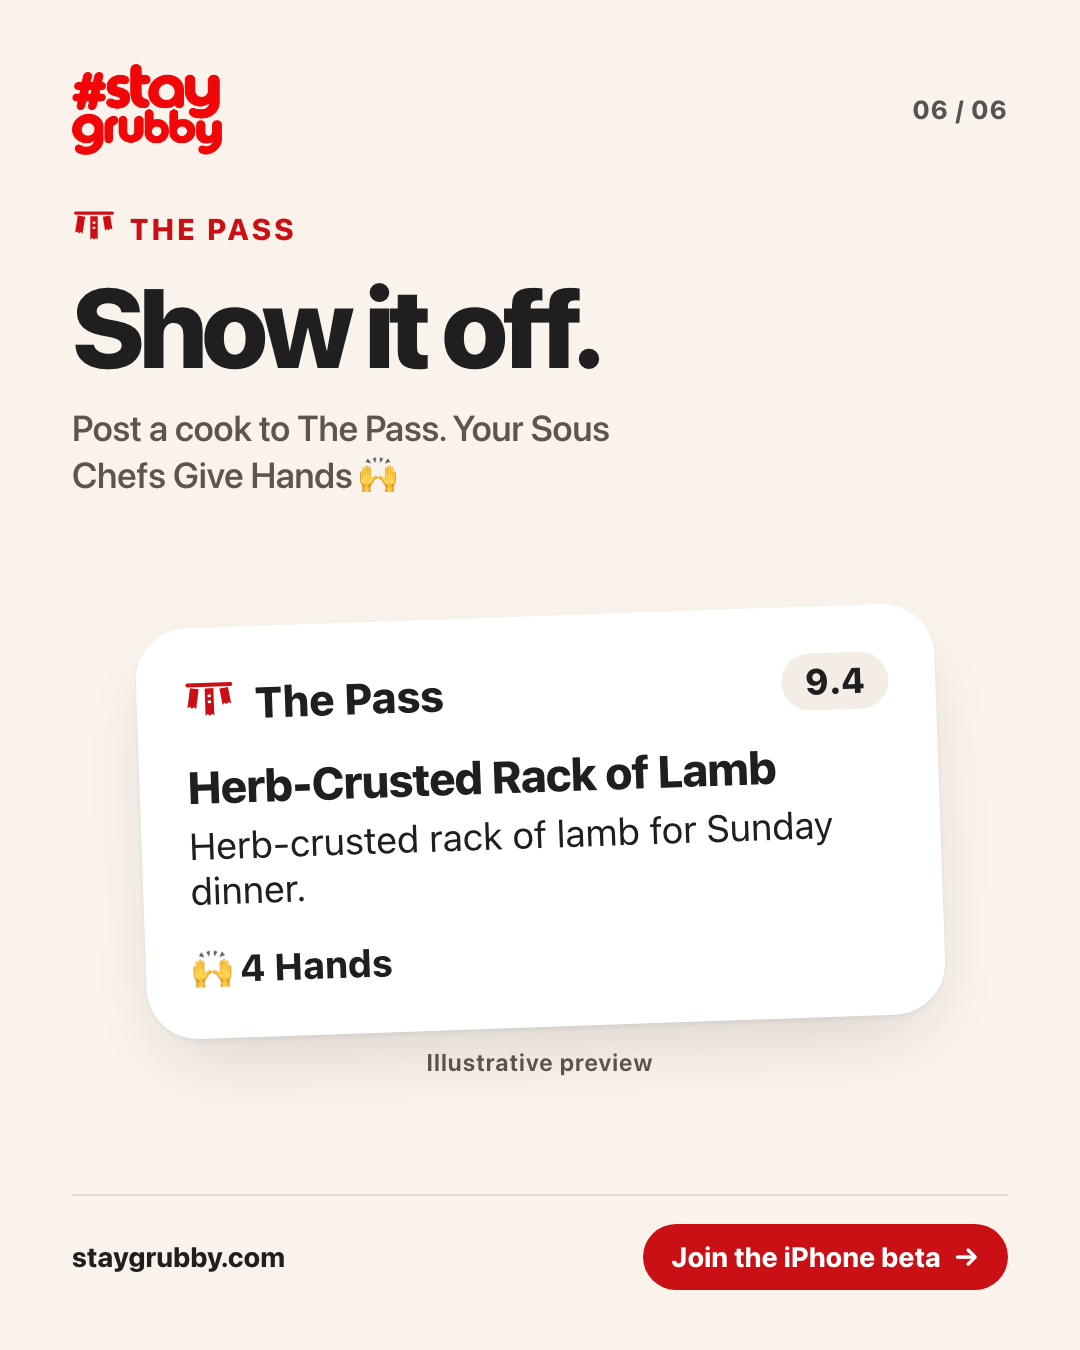 #stay
grubby
06 / 06
THE PASS
Show it off.
Post a cook to The Pass. Your Sous
Chefs Give Hands 🙌
The Pass
9.4
Herb-Crusted Rack of Lamb
Herb-crusted rack of lamb for Sunday
dinner.
🙌 4 Hands
Illustrative preview
staygrubby.com
Join the iPhone beta →